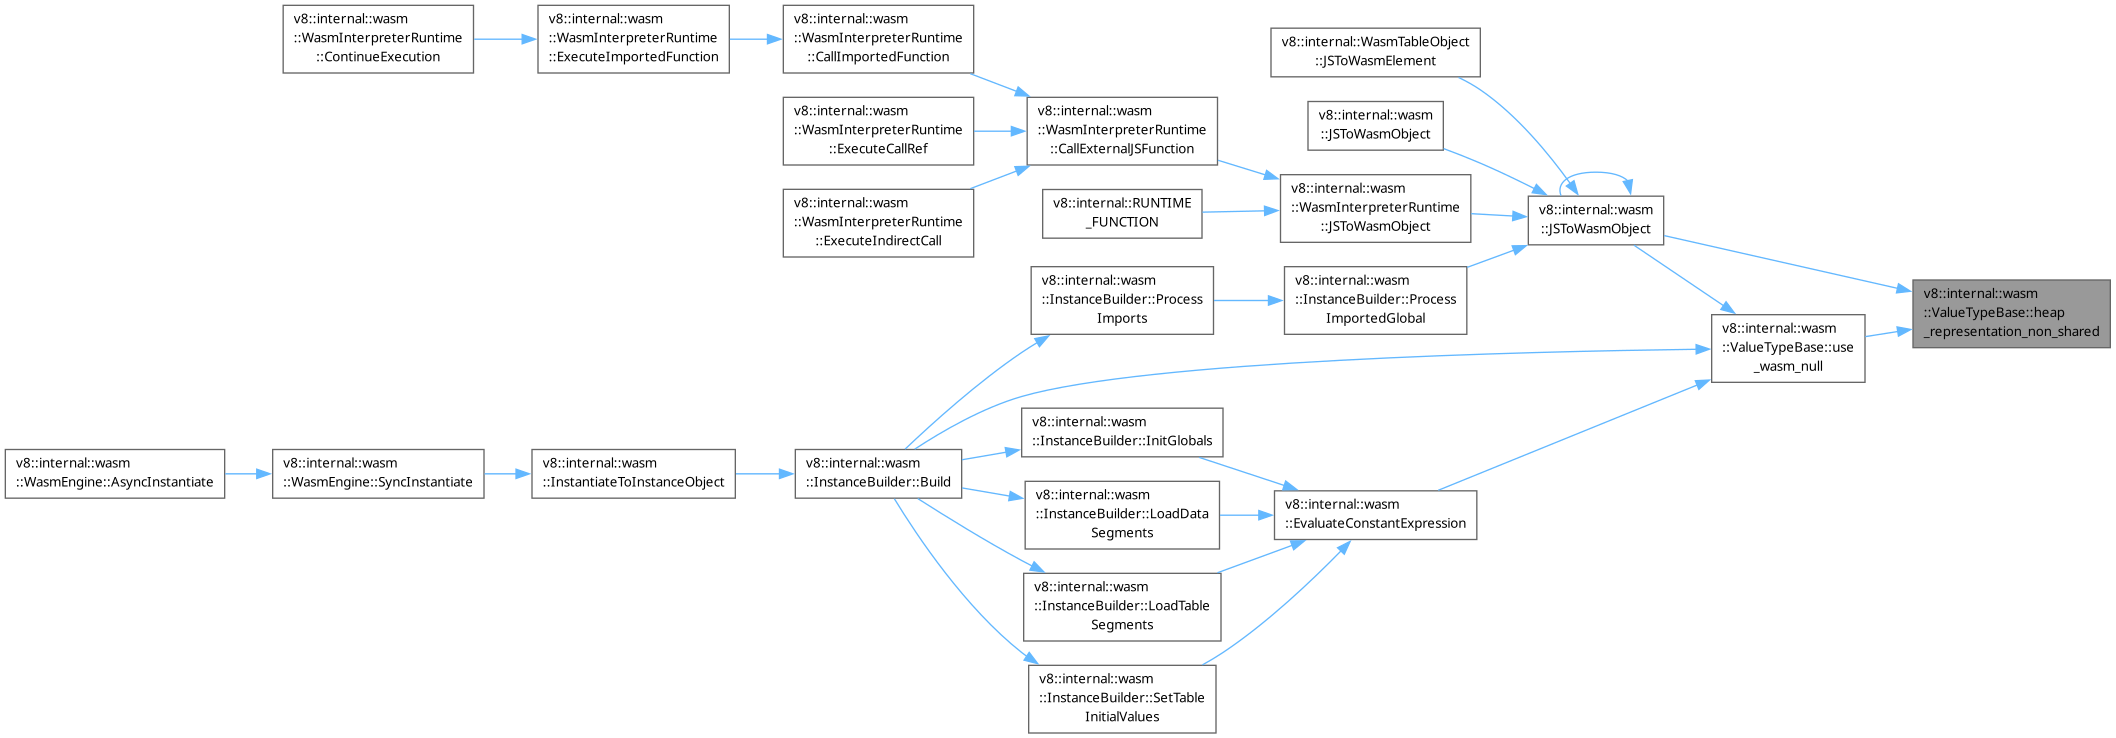 v8::internal::wasm
::WasmInterpreterRuntime
::ContinueExecution
v8::internal::wasm
::WasmInterpreterRuntime
::ExecuteImportedFunction
v8::internal::wasm
::WasmInterpreterRuntime
::CallImportedFunction
v8::internal::WasmTableObject
::JSToWasmElement
v8::internal::wasm
::WasmInterpreterRuntime
::ExecuteCallRef
v8::internal::wasm
::WasmInterpreterRuntime
::CallExternalJSFunction
v8::internal::wasm
::JSToWasmObject
v8::internal::wasm
::WasmInterpreterRuntime
::ExecuteIndirectCall
v8::internal::RUNTIME
_FUNCTION
v8::internal::wasm
::WasmInterpreterRuntime
::JSToWasmObject
v8::internal::wasm
::JSToWasmObject
v8::internal::wasm
::InstanceBuilder::Process
Imports
v8::internal::wasm
::InstanceBuilder::Process
ImportedGlobal
v8::internal::wasm
::ValueTypeBase::heap
_representation_non_shared
v8::internal::wasm
::ValueTypeBase::use
_wasm_null
v8::internal::wasm
::InstanceBuilder::InitGlobals
v8::internal::wasm
::WasmEngine::AsyncInstantiate
v8::internal::wasm
::WasmEngine::SyncInstantiate
v8::internal::wasm
::InstantiateToInstanceObject
v8::internal::wasm
::InstanceBuilder::Build
v8::internal::wasm
::InstanceBuilder::LoadData
Segments
v8::internal::wasm
::EvaluateConstantExpression
v8::internal::wasm
::InstanceBuilder::LoadTable
Segments
v8::internal::wasm
::InstanceBuilder::SetTable
InitialValues